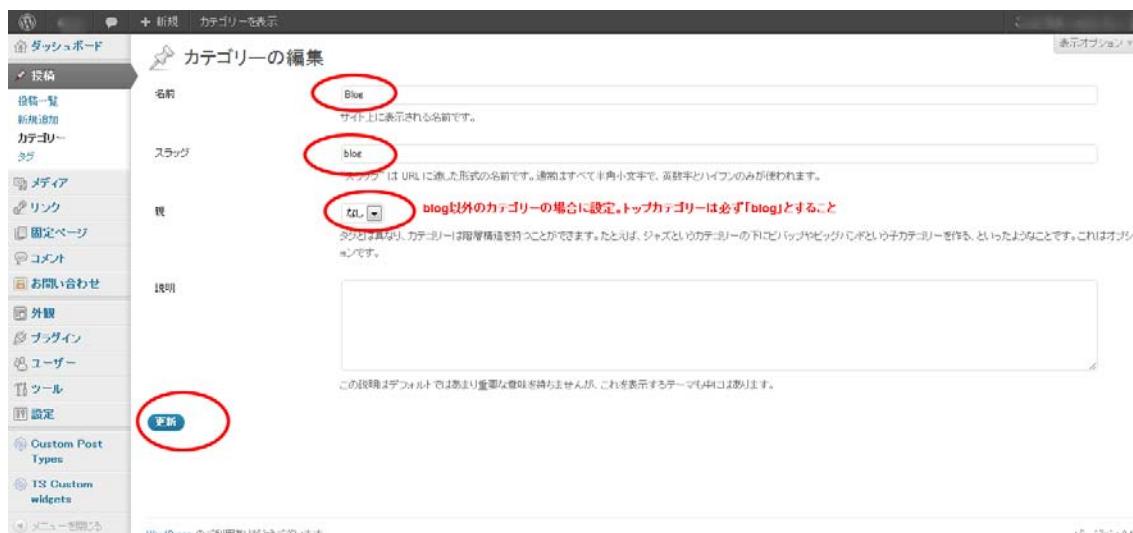 + 新規 カテゴリーを表示
表示オプション
ダッシュボード
投稿
投稿一覧
新規追加
カテゴリー
タグ
メディア
リンク
固定ページ
コメント
お問い合わせ
外観
プラグイン
ユーザー
ツール
設定
Custom Post
Types
TS Custom
widgets
メニューを閉じる
カテゴリーの編集
名前
Blog
サイト上に表示される名前です。
スラッグ
blog
"スラッグ" は URL に適した形式の名前です。通常はすべて半角小文字で、英数字とハイフンのみが使われます。
親
なし
blog以外のカテゴリーの場合に設定。トップカテゴリーは必ず「blog」とすること
タグとは異なり、カテゴリーは階層構造を持つことができます。たとえば、ジャズというカテゴリーの下にビバップやビッグバンドという子カテゴリーを作る、といったようなことです。これはオプシ
ョンです。
説明
この説明はデフォルトではあまり重要な意味を持ちませんが、これを表示するテーマも中にはあります。
更新